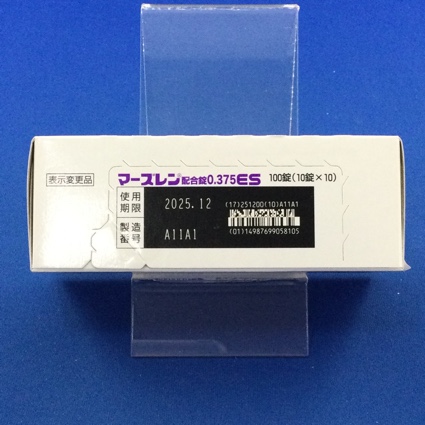 表示変更品
マーズレン配合錠0.375ES 100錠(10錠×10)
使用期限 2025.12
製造番号 A11A1
(17)251200(10)A11A1
(01)14987699058105